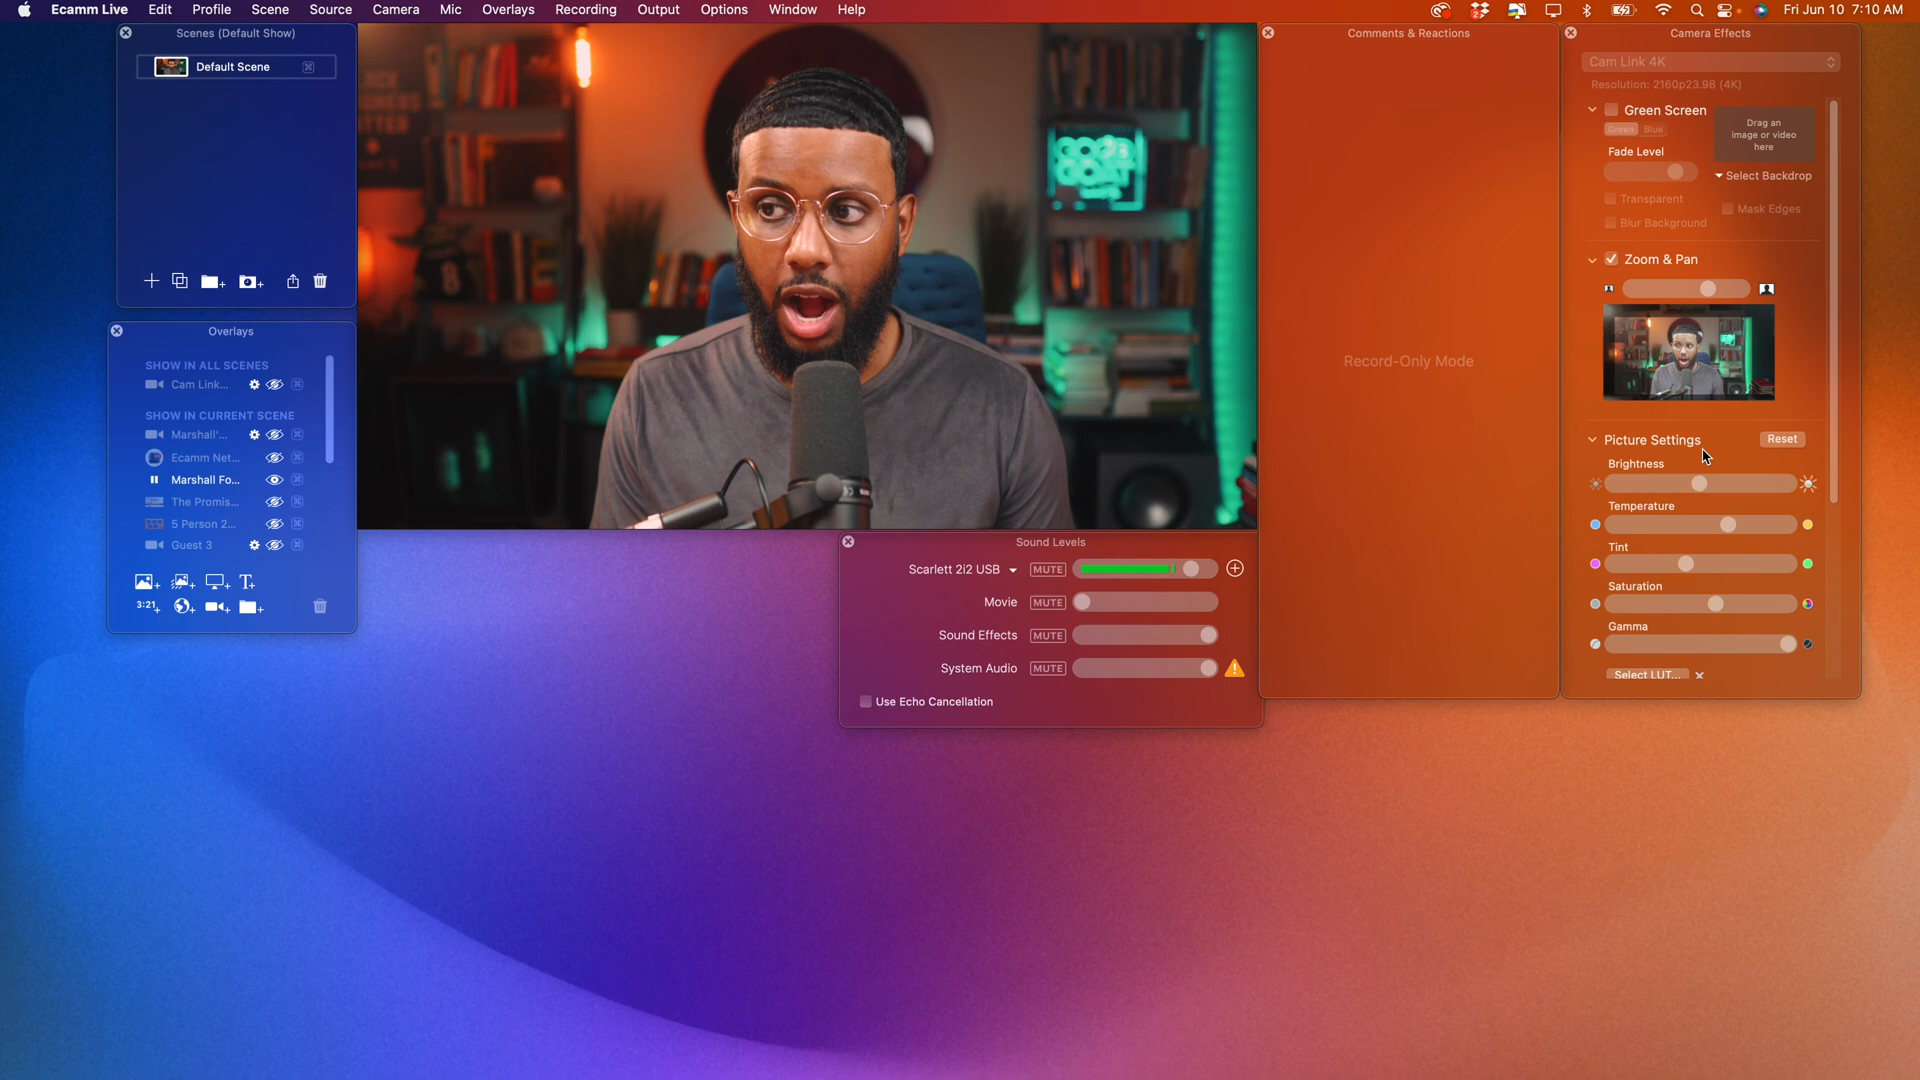 Ecamm Live Edit Profile Scene Source Camera Mic Overlays Recording Output Options Window Help
Fri Jun 10 7:10 AM
Scenes (Default Show)
Default Scene
Overlays
SHOW IN ALL SCENES
Cam Link...
SHOW IN CURRENT SCENE
Marshall'...
Ecamm Net...
Marshall Fo...
The Promis...
5 Person 2...
Guest 3
3:21
Sound Levels
Scarlett 2i2 USB MUTE
Movie MUTE
Sound Effects MUTE
System Audio MUTE
Use Echo Cancellation
Comments & Reactions
Record-Only Mode
Camera Effects
Cam Link 4K
Resolution: 2160p23.98 (4K)
Green Screen
Green Blue
Drag an
image or video
here
Fade Level
Select Backdrop
Transparent
Mask Edges
Blur Background
Zoom & Pan
Picture Settings Reset
Brightness
Temperature
Tint
Saturation
Gamma
Select LUT...